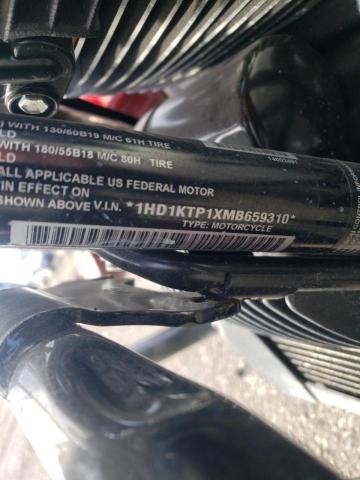 WITH 130/60B19 M/C 61H TIRE
LD
WITH 180/55B18 M/C 80H TIRE
LD
ALL APPLICABLE US FEDERAL MOTOR
IN EFFECT ON
SHOWN ABOVE V.I.N. *1HD1KTP1XMB659310*
TYPE: MOTORCYCLE